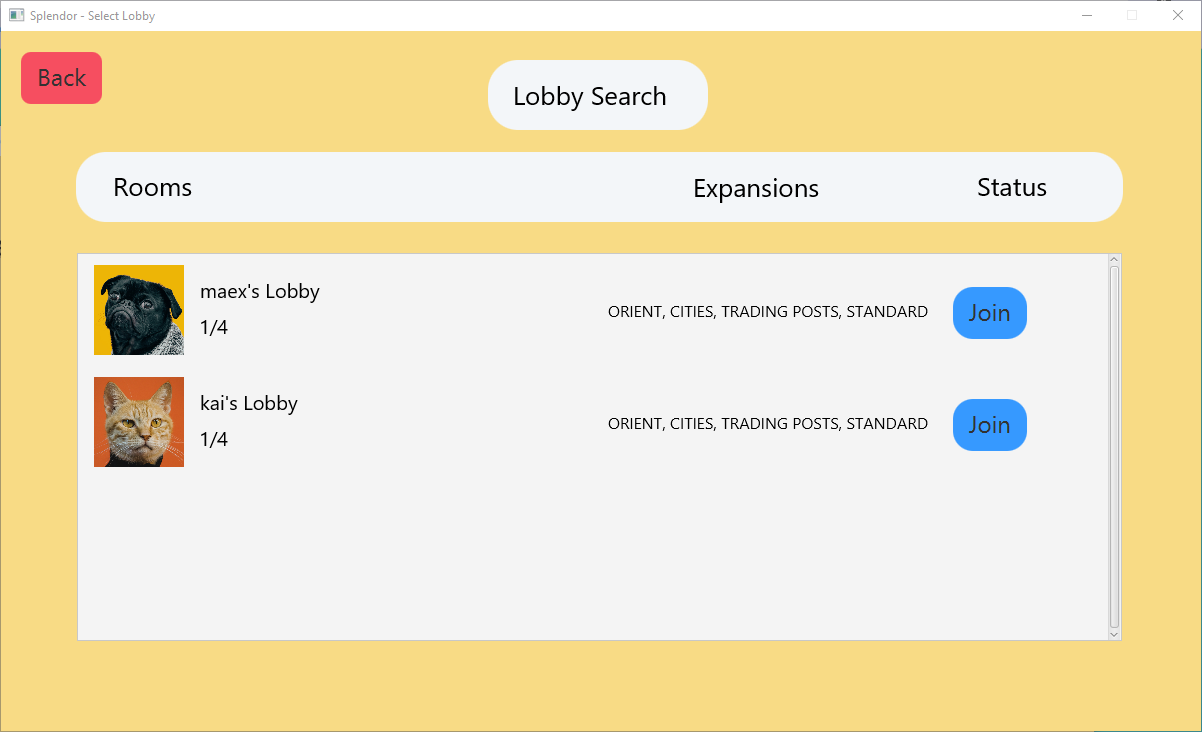 Splendor - Select Lobby
Back
Lobby Search
Rooms
Expansions
Status
maex's Lobby
1/4
ORIENT, CITIES, TRADING POSTS, STANDARD
Join
kai's Lobby
1/4
ORIENT, CITIES, TRADING POSTS, STANDARD
Join